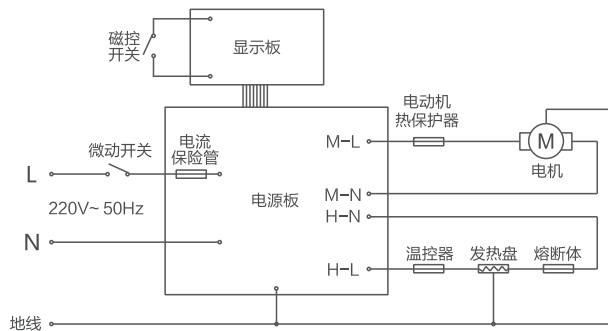 磁控
开关
显示板
电动机
热保护器
微动开关
电流
保险管
M-L
M
电机
L
220V~ 50Hz
电源板
M-N
H-N
N
温控器
发热盘
熔断体
H-L
地线